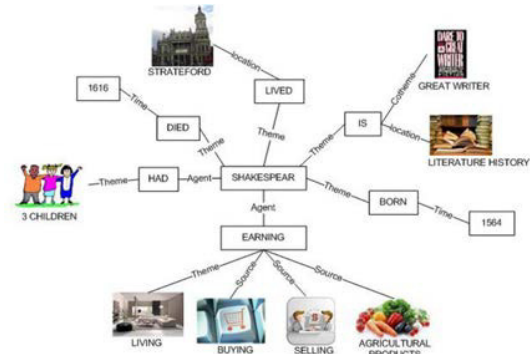 STRATEFORD
location
LIVED
Theme
1616
Time
DIED
Theme
IS
Theme
Cotheme
DARE TO
GREAT
WRITER
GREAT WRITER
location
LITERATURE HISTORY
3 CHILDREN
Theme
HAD
Agent
SHAKESPEAR
Theme
BORN
Time
1564
Agent
EARNING
Theme
Source
Source
Source
LIVING
BUYING
SELLING
AGRICULTURAL
PRODUCTS